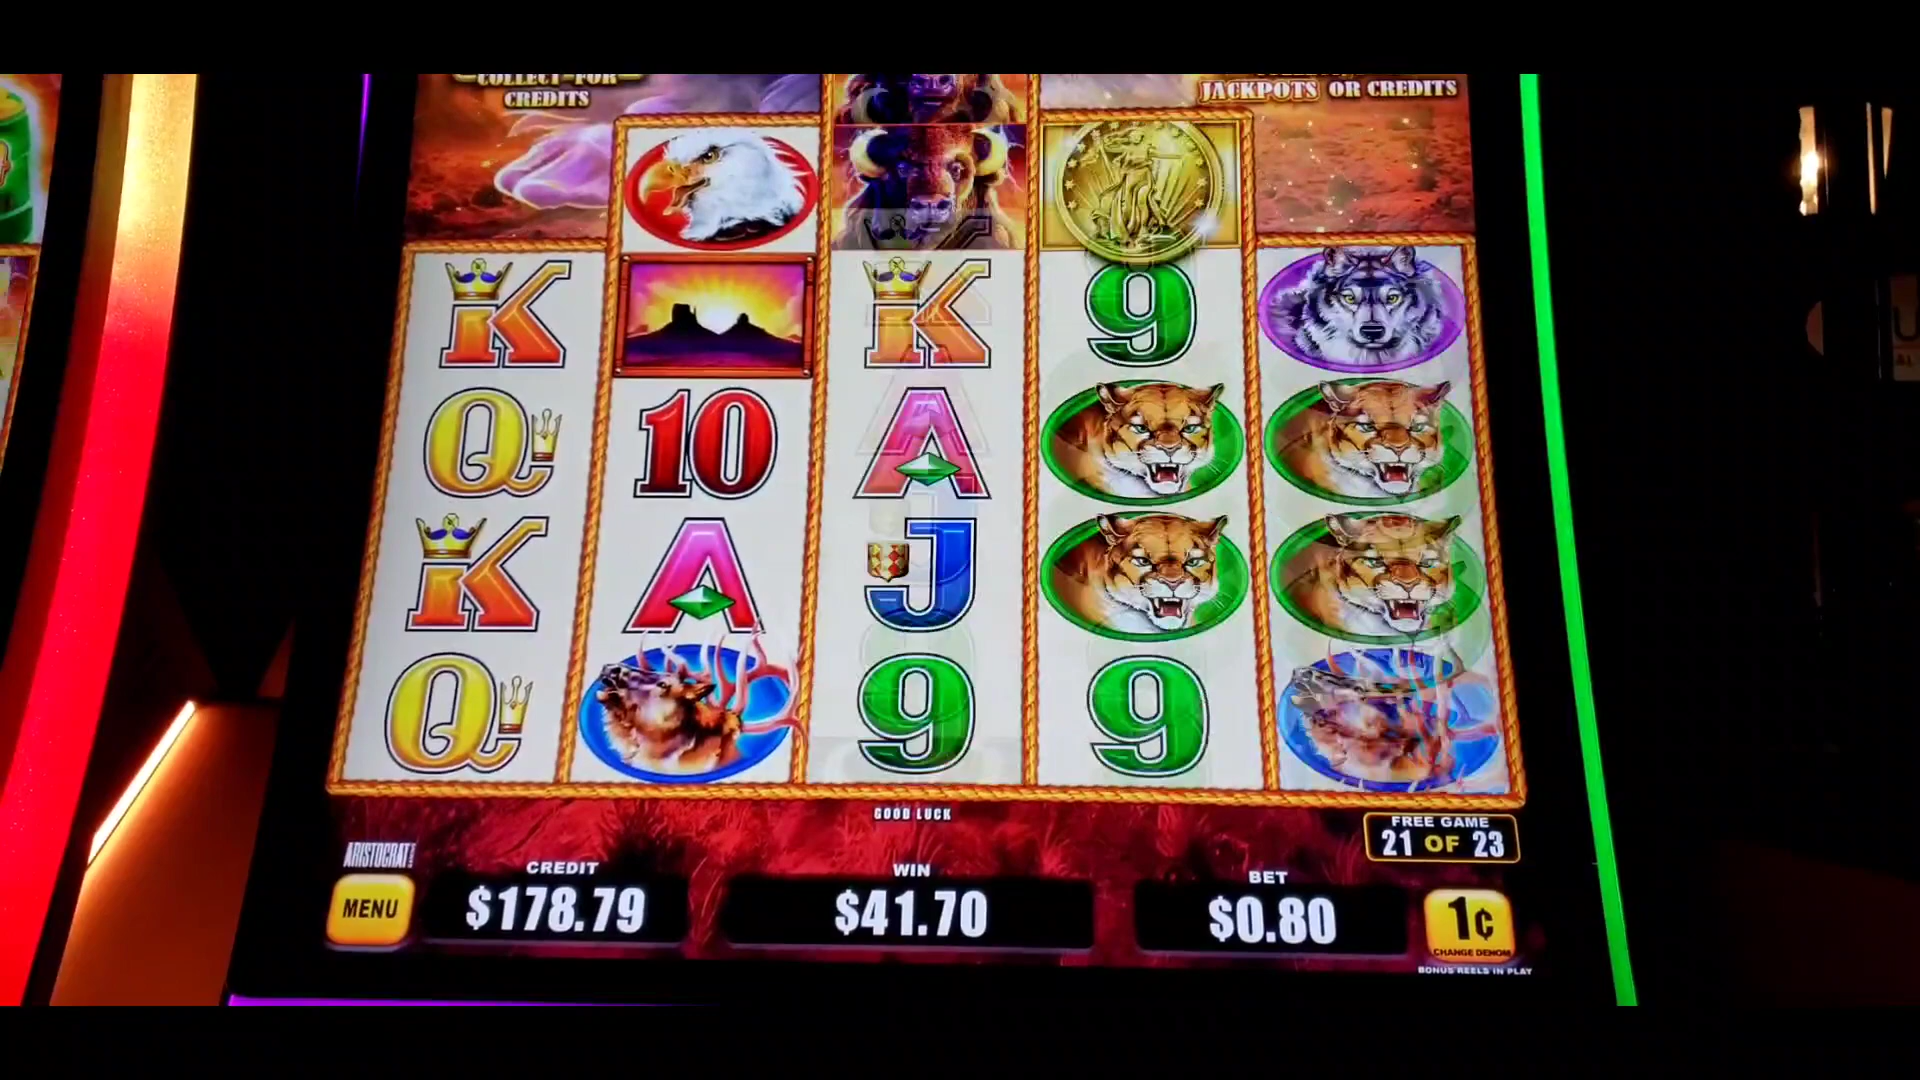 COLLECT FOR
CREDITS
JACKPOTS OR CREDITS
K
K
9
Q
10
A
K
A
J
Q
9
9
GOOD LUCK
FREE GAME
21 OF 23
ARISTOCRAT
MENU
CREDIT
$178.79
WIN
$41.70
BET
$0.80
1¢
CHANGE DENOM
BONUS REELS IN PLAY